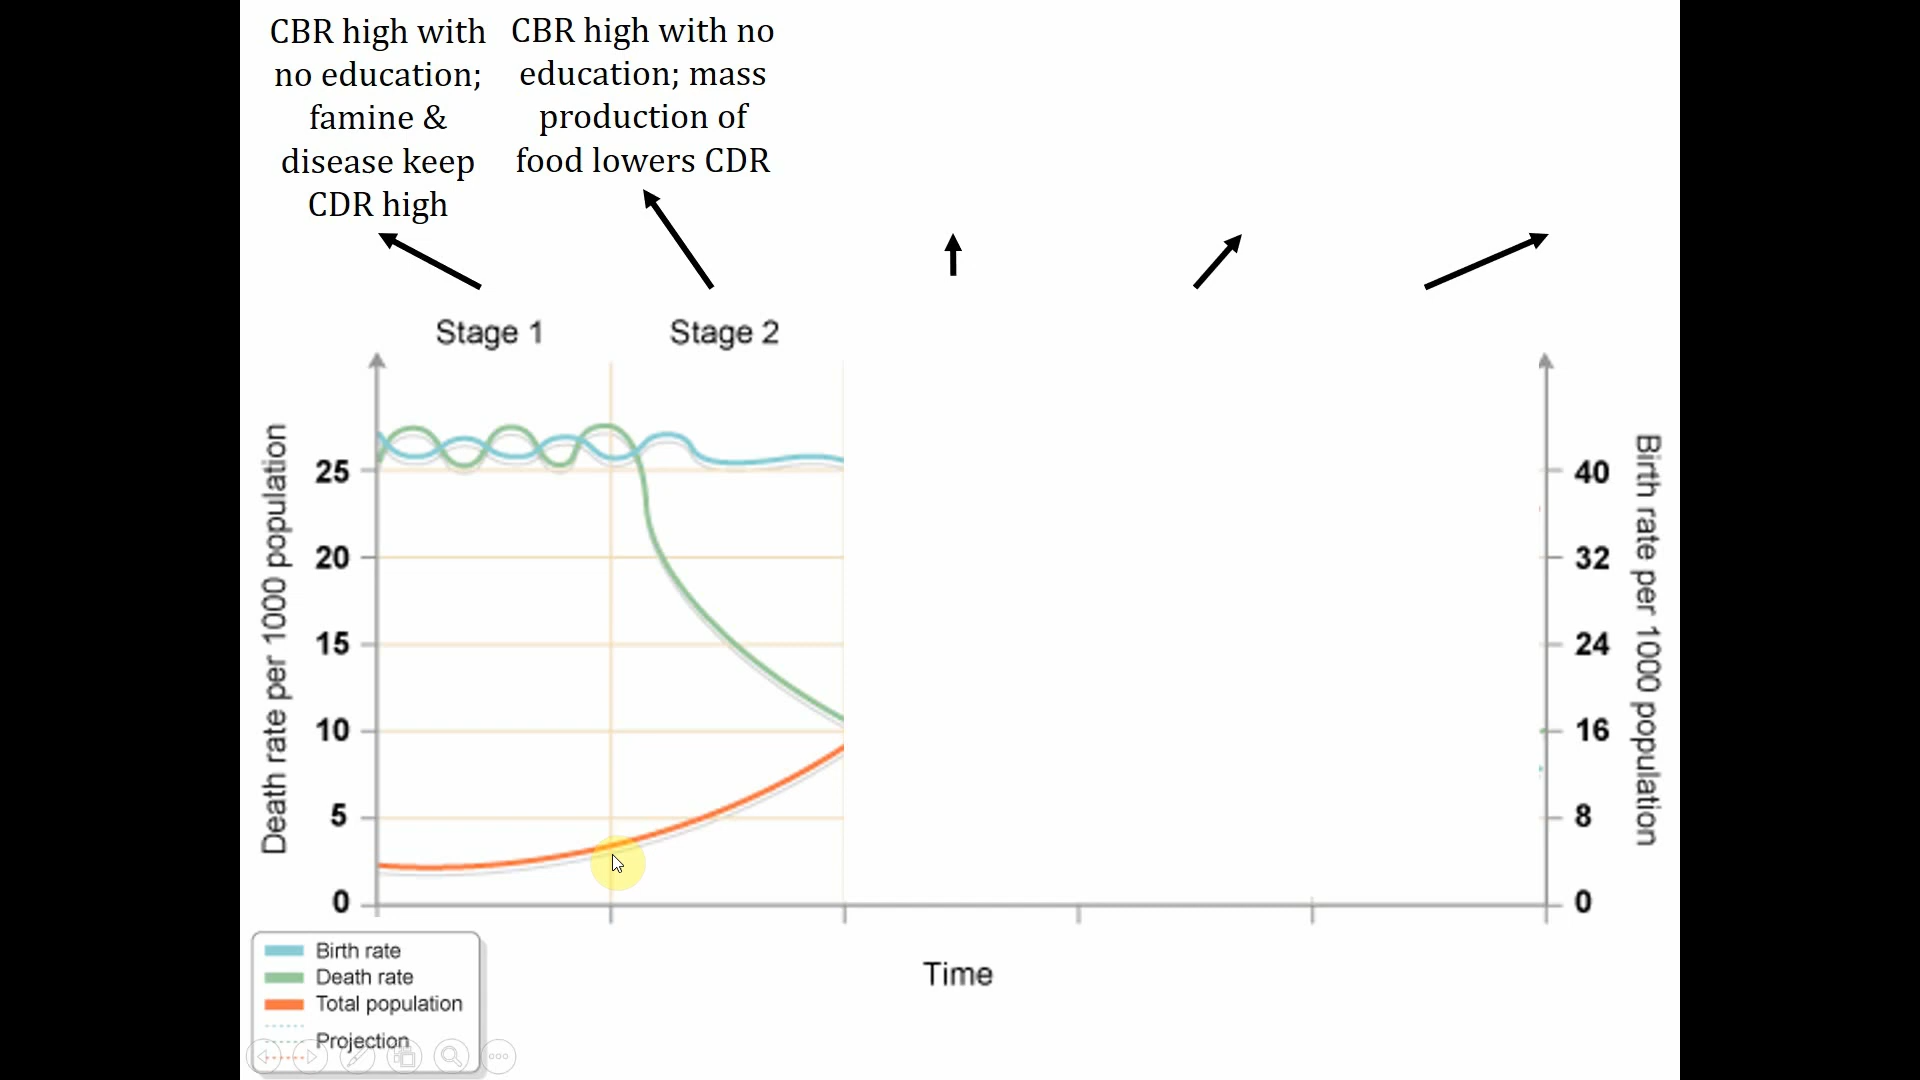 CBR high with
no education;
famine &
disease keep
CDR high
CBR high with no
education; mass
production of
food lowers CDR
Stage 1
Stage 2
Death rate per 1000 population
25
20
15
10
5
0
40
32
24
16
8
0
Birth rate per 1000 population
Time
Birth rate
Death rate
Total population
Projection